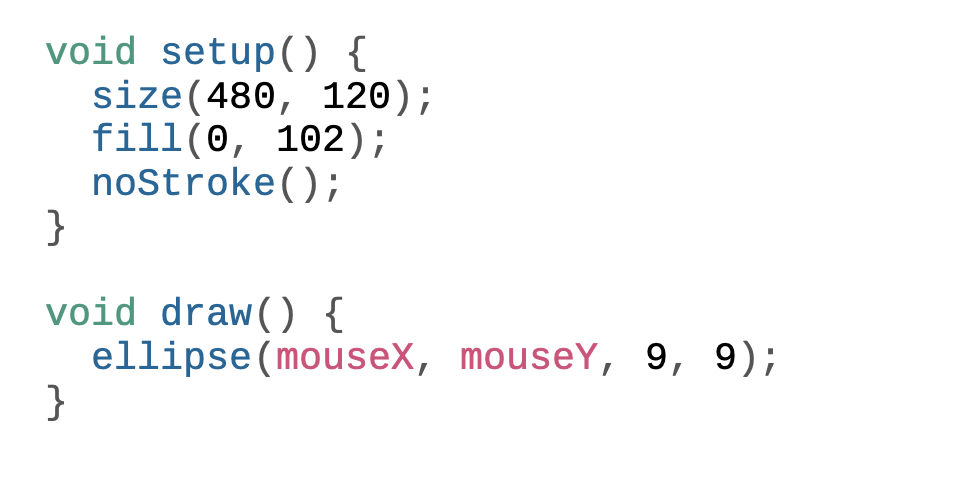 void setup() {
  size(480, 120);
  fill(0, 102);
  noStroke();
}

void draw() {
  ellipse(mouseX, mouseY, 9, 9);
}